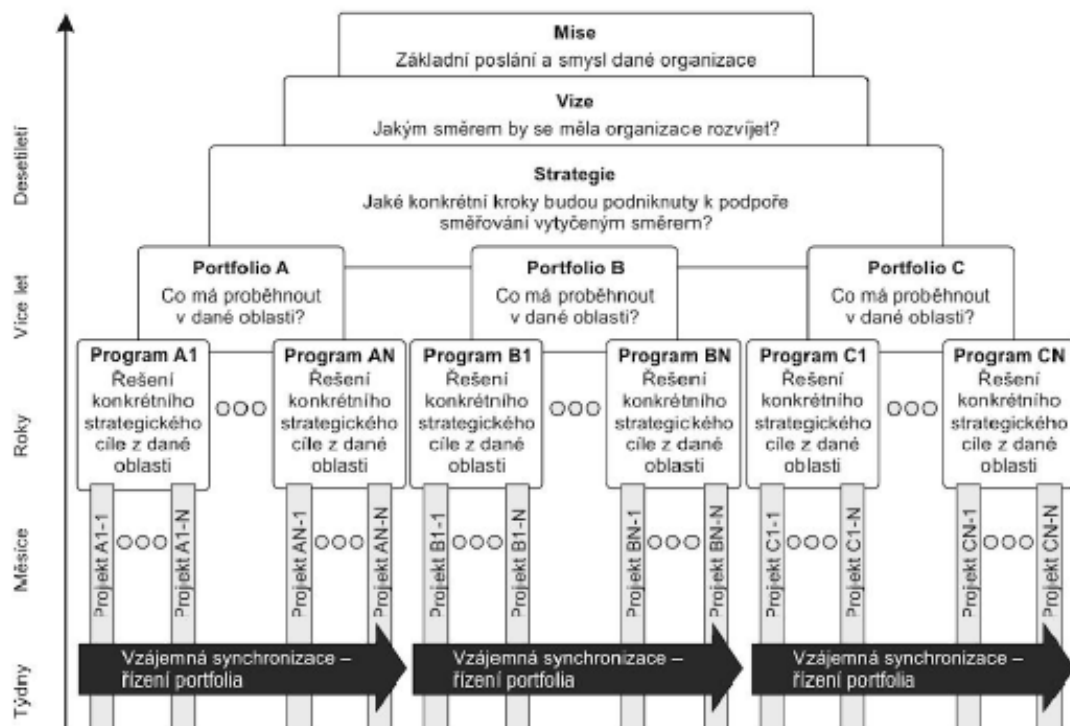 Mise
Základní poslání a smysl dané organizace
Vize
Jakým směrem by se měla organizace rozvíjet?
Strategie
Jaké konkrétní kroky budou podniknuty k podpoře
směřování vytyčeným směrem?
Portfolio A
Co má proběhnout
v dané oblasti?
Portfolio B
Co má proběhnout
v dané oblasti?
Portfolio C
Co má proběhnout
v dané oblasti?
Program A1
Řešení
konkrétního
strategického
cíle z dané
oblasti
Program AN
Řešení
konkrétního
strategického
cíle z dané
oblasti
Program B1
Řešení
konkrétního
strategického
cíle z dané
oblasti
Program BN
Řešení
konkrétního
strategického
cíle z dané
oblasti
Program C1
Řešení
konkrétního
strategického
cíle z dané
oblasti
Program CN
Řešení
konkrétního
strategického
cíle z dané
oblasti
Projekt A1-1
Projekt A1-N
Projekt AN-1
Projekt AN-N
Projekt B1-1
Projekt B1-N
Projekt BN-1
Projekt BN-N
Projekt C1-1
Projekt C1-N
Projekt CN-1
Projekt CN-N
Vzájemná synchronizace –
řízení portfolia
Vzájemná synchronizace –
řízení portfolia
Vzájemná synchronizace –
řízení portfolia
Desetiletí
Více let
Roky
Měsíce
Týdny